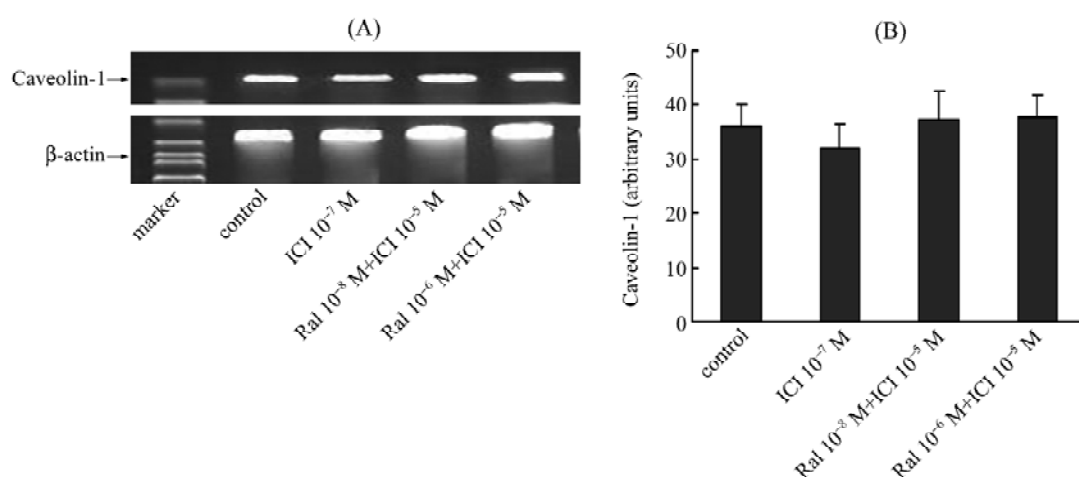 (A)
Caveolin-1
β-actin
marker
control
ICI 10⁻⁷ M
Ral 10⁻⁸ M+ICI 10⁻⁵ M
Ral 10⁻⁶ M+ICI 10⁻⁵ M
(B)
Caveolin-1 (arbitrary units)
50
40
30
20
10
0
control
ICI 10⁻⁷ M
Ral 10⁻⁸ M+ICI 10⁻⁵ M
Ral 10⁻⁶ M+ICI 10⁻⁵ M